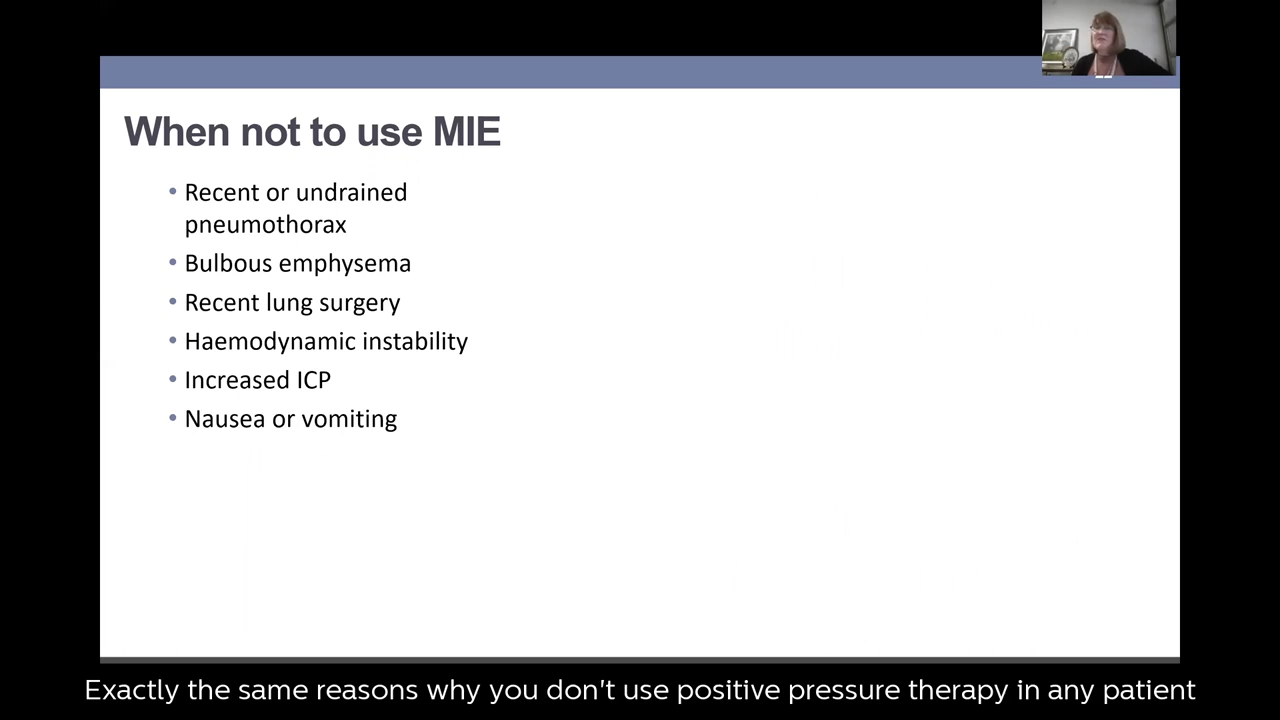 When not to use MIE
• Recent or undrained
pneumothorax
• Bulbous emphysema
• Recent lung surgery
• Haemodynamic instability
• Increased ICP
• Nausea or vomiting
Exactly the same reasons why you don't use positive pressure therapy in any patient